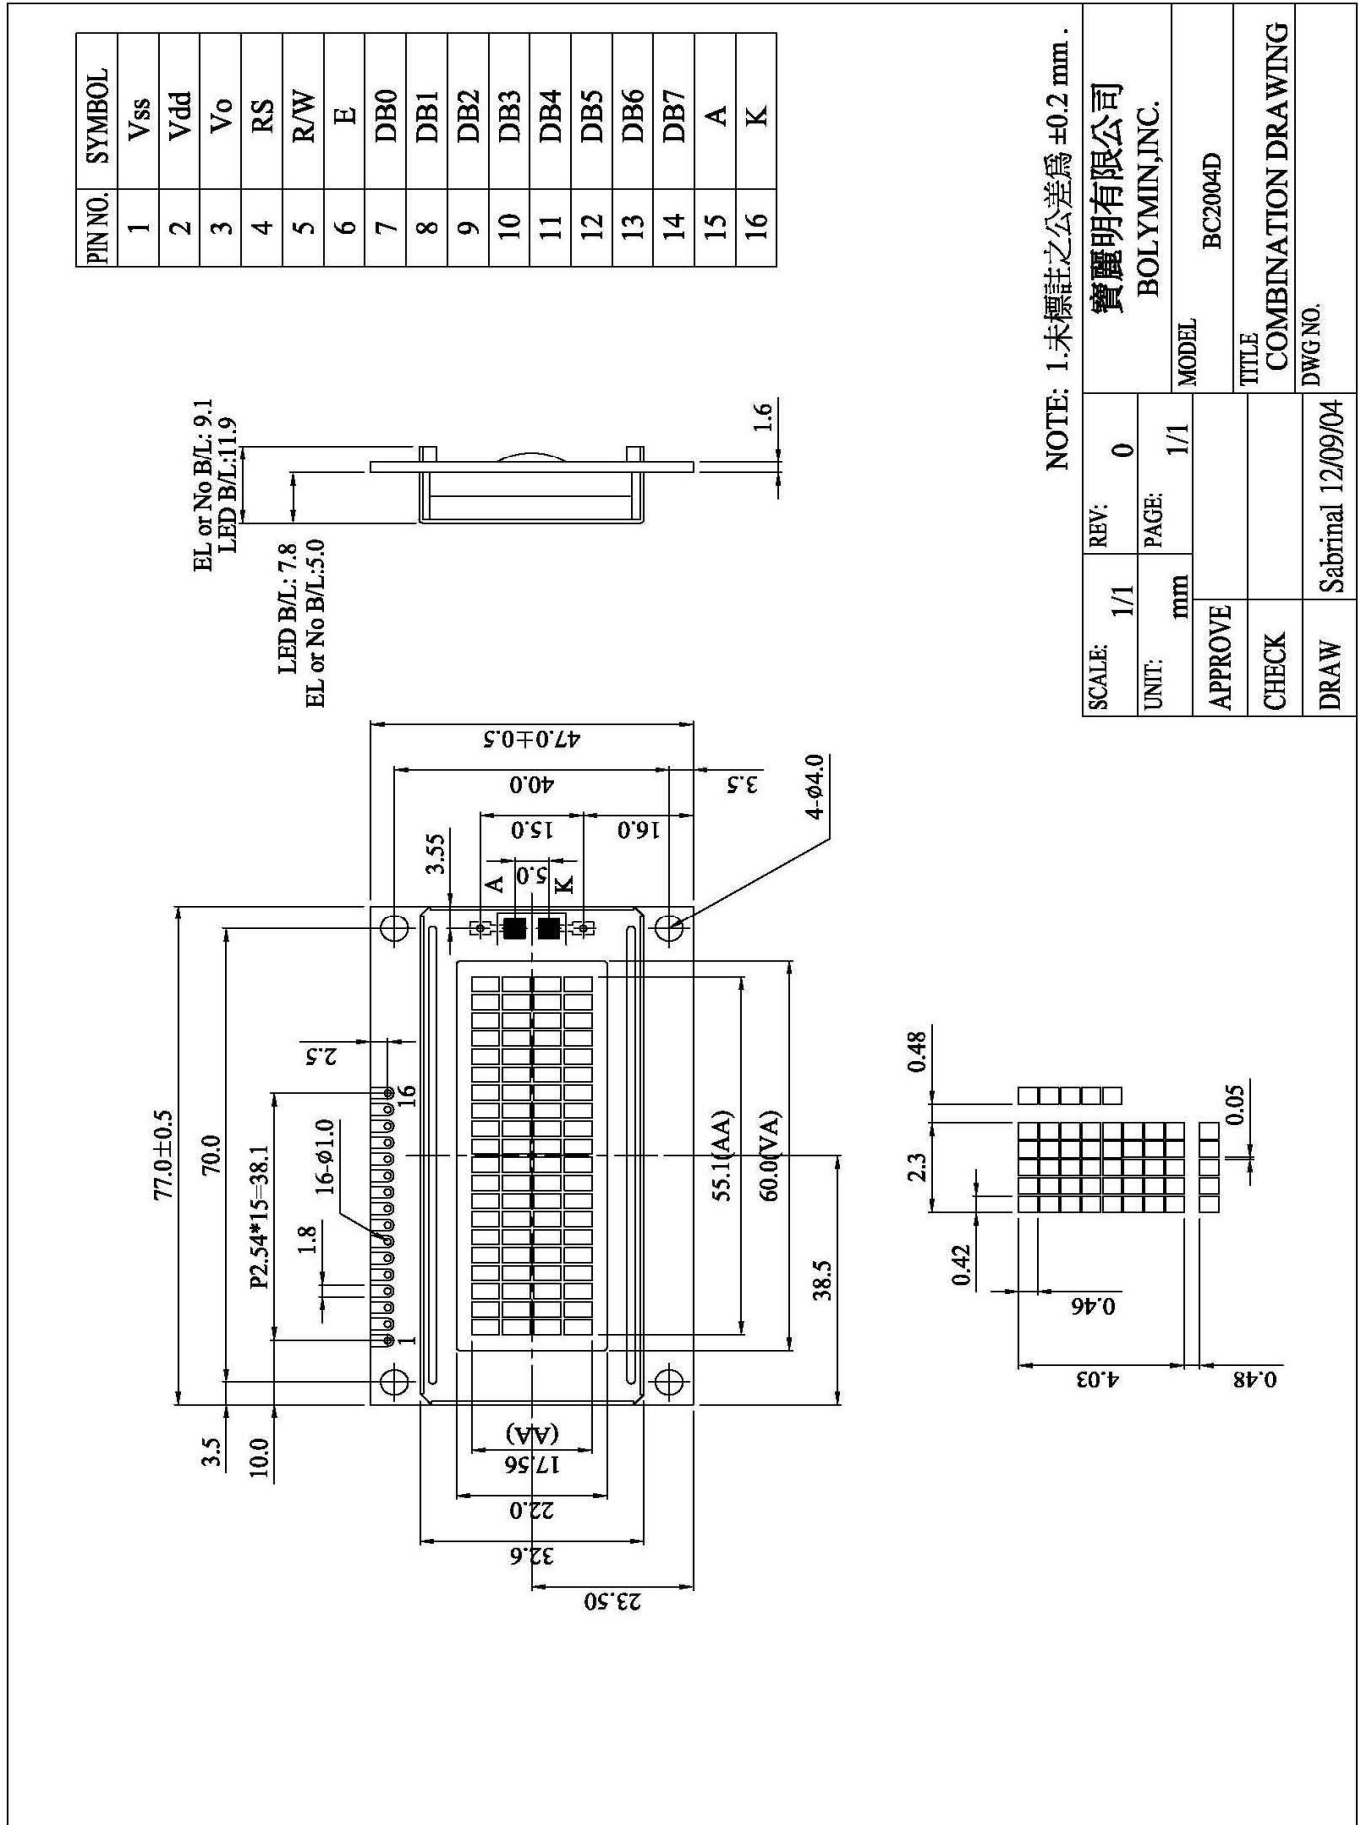 77.0±0.5
70.0
3.5
10.0
P2.54*15=38.1
1.8
16-ø1.0
2.5
1
16
3.55
A
K
5.0
15.0
16.0
40.0
3.5
47.0±0.5
4-ø4.0
(AA)
17.56
22.0
32.6
23.50
55.1(AA)
60.0(VA)
38.5
EL or No B/L: 9.1
LED B/L:11.9
LED B/L: 7.8
EL or No B/L:5.0
1.6
0.48
2.3
0.42
0.46
4.03
0.48
0.05
PIN NO. SYMBOL
1 Vss
2 Vdd
3 Vo
4 RS
5 R/W
6 E
7 DB0
8 DB1
9 DB2
10 DB3
11 DB4
12 DB5
13 DB6
14 DB7
15 A
16 K
NOTE: 1.未標註之公差爲 ±0.2 mm .
SCALE: 1/1
REV: 0
寶麗明有限公司
BOLYMIN,INC.
UNIT: mm
PAGE: 1/1
MODEL
BC2004D
APPROVE
CHECK
TITLE
COMBINATION DRAWING
DRAW Sabrinal 12/09/04
DWG NO.